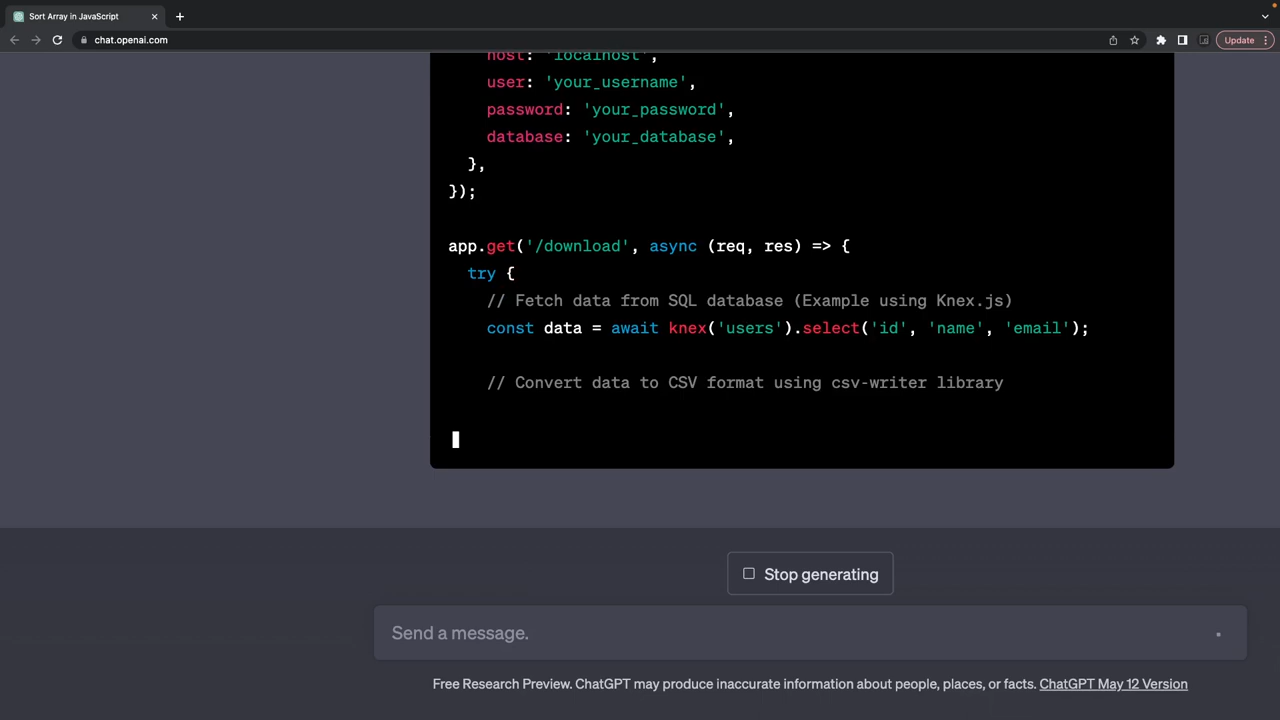 Sort Array in JavaScript
chat.openai.com
Update
host: 'localhost',
user: 'your_username',
password: 'your_password',
database: 'your_database',
},
});
app.get('/download', async (req, res) => {
try {
// Fetch data from SQL database (Example using Knex.js)
const data = await knex('users').select('id', 'name', 'email');
// Convert data to CSV format using csv-writer library
Stop generating
Send a message.
Free Research Preview. ChatGPT may produce inaccurate information about people, places, or facts. ChatGPT May 12 Version